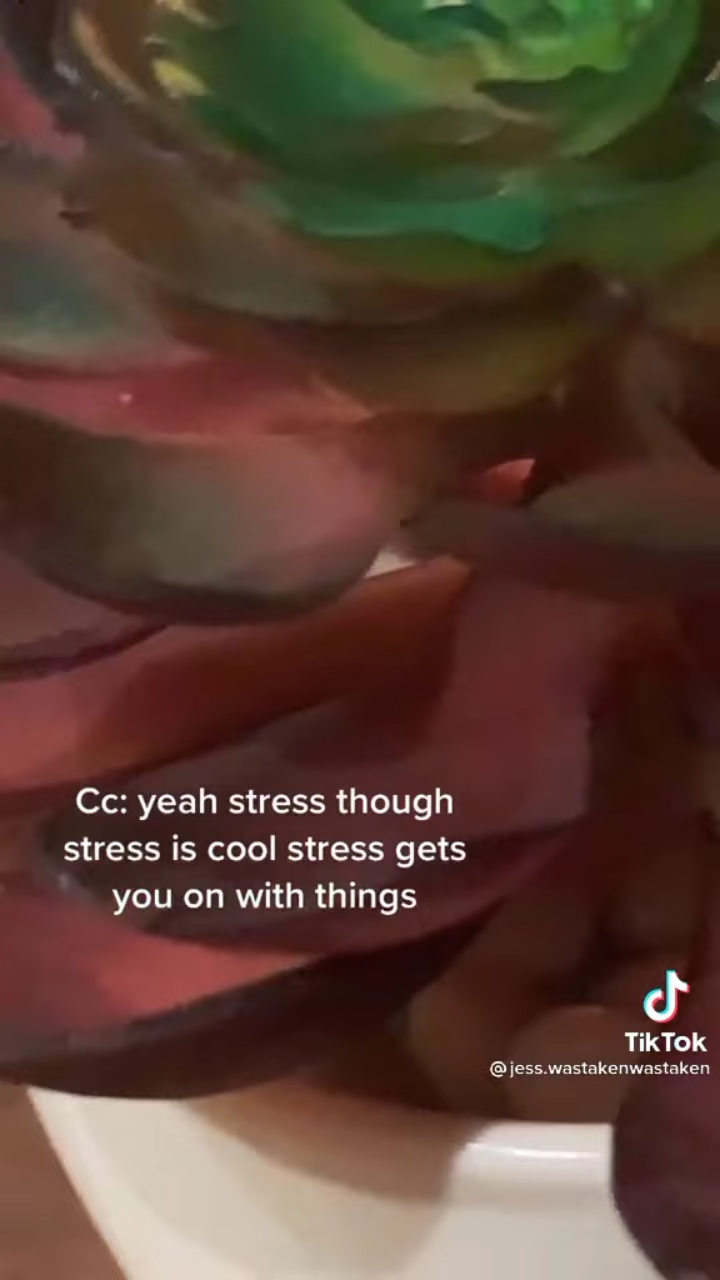 Cc: yeah stress though
stress is cool stress gets
you on with things
TikTok
@jess.wastakenwastaken